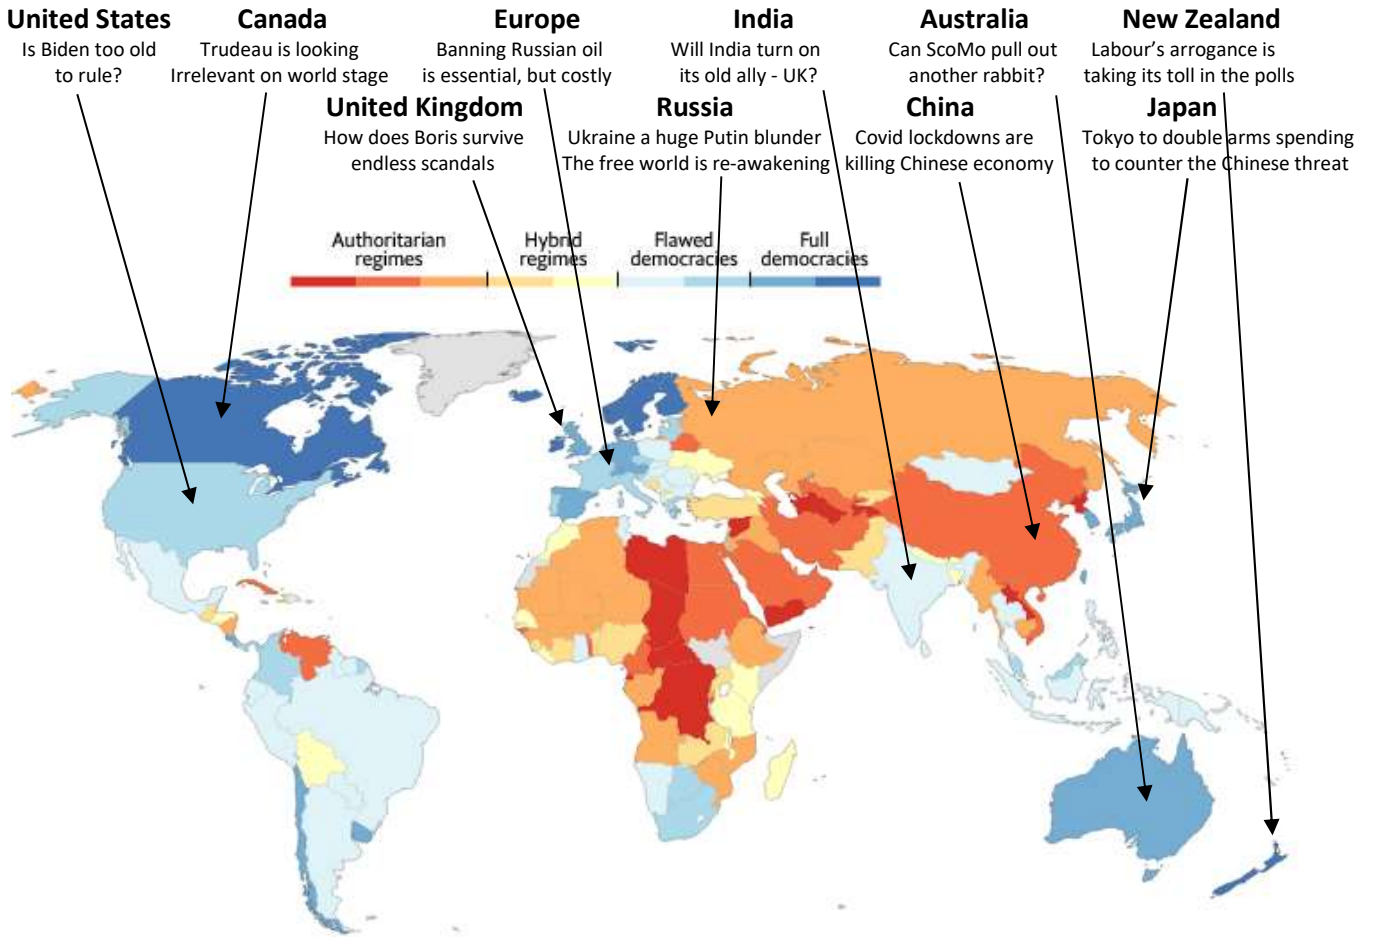 United States
Is Biden too old
to rule?
Canada
Trudeau is looking
Irrelevant on world stage
Europe
Banning Russian oil
is essential, but costly
India
Will India turn on
its old ally - UK?
Australia
Can ScoMo pull out
another rabbit?
New Zealand
Labour’s arrogance is
taking its toll in the polls
United Kingdom
How does Boris survive
endless scandals
Russia
Ukraine a huge Putin blunder
The free world is re-awakening
China
Covid lockdowns are
killing Chinese economy
Japan
Tokyo to double arms spending
to counter the Chinese threat
Authoritarian
regimes
Hybrid
regimes
Flawed
democracies
Full
democracies